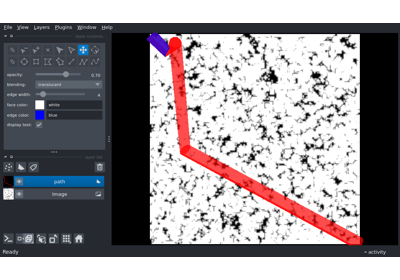 File View Layers Plugins Window Help
opacity: 0.70
blending: translucent
edge width: 4
face color: white
edge color: blue
display text:
path
Image
Ready
activity